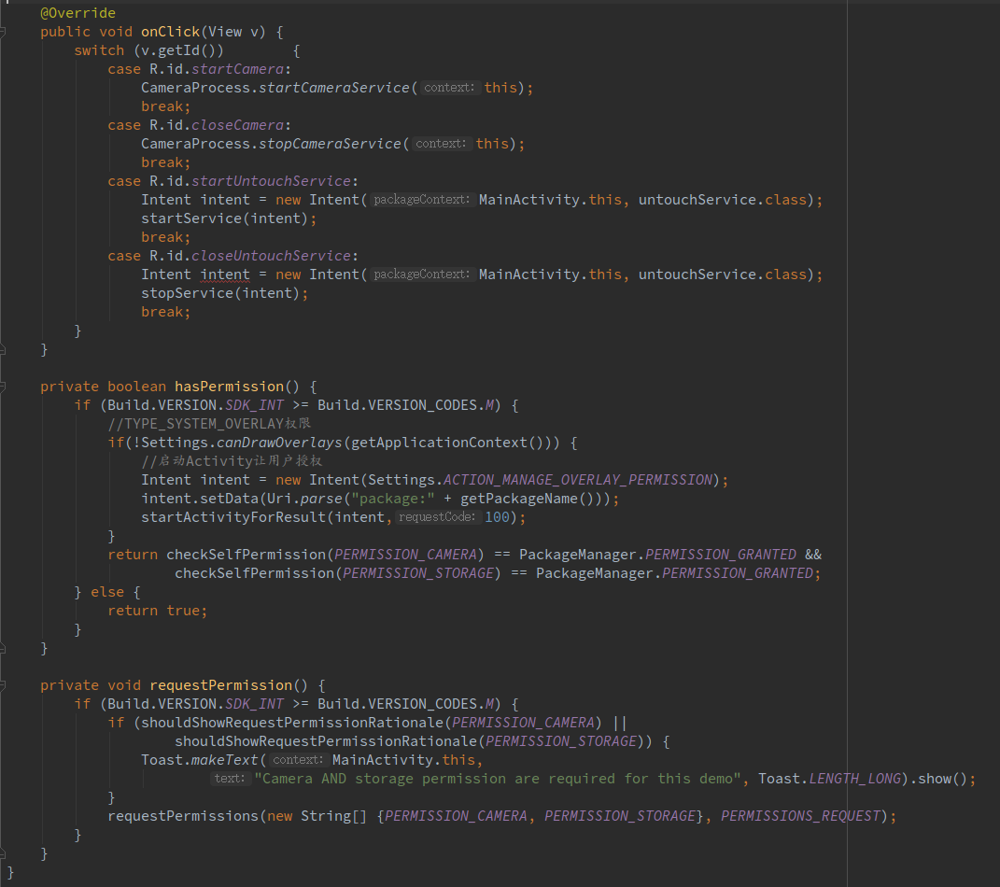 @Override
public void onClick(View v) {
switch (v.getId()) {
case R.id.startCamera:
CameraProcess.startCameraService( context: this);
break;
case R.id.closeCamera:
CameraProcess.stopCameraService( context: this);
break;
case R.id.startUntouchService:
Intent intent = new Intent( packageContext: MainActivity.this, untouchService.class);
startService(intent);
break;
case R.id.closeUntouchService:
Intent intent = new Intent( packageContext: MainActivity.this, untouchService.class);
stopService(intent);
break;
}
}
private boolean hasPermission() {
if (Build.VERSION.SDK_INT >= Build.VERSION_CODES.M) {
//TYPE_SYSTEM_OVERLAY权限
if(!Settings.canDrawOverlays(getApplicationContext())) {
//启动Activity让用户授权
Intent intent = new Intent(Settings.ACTION_MANAGE_OVERLAY_PERMISSION);
intent.setData(Uri.parse("package:" + getPackageName()));
startActivityForResult(intent, requestCode: 100);
}
return checkSelfPermission(PERMISSION_CAMERA) == PackageManager.PERMISSION_GRANTED &&
checkSelfPermission(PERMISSION_STORAGE) == PackageManager.PERMISSION_GRANTED;
} else {
return true;
}
}
private void requestPermission() {
if (Build.VERSION.SDK_INT >= Build.VERSION_CODES.M) {
if (shouldShowRequestPermissionRationale(PERMISSION_CAMERA) ||
shouldShowRequestPermissionRationale(PERMISSION_STORAGE)) {
Toast.makeText( context: MainActivity.this,
text: "Camera AND storage permission are required for this demo", Toast.LENGTH_LONG).show();
}
requestPermissions(new String[] {PERMISSION_CAMERA, PERMISSION_STORAGE}, PERMISSIONS_REQUEST);
}
}
}